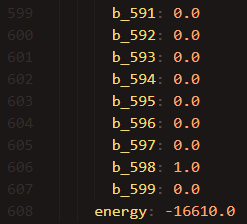 599 b_591: 0.0
600 b_592: 0.0
601 b_593: 0.0
602 b_594: 0.0
603 b_595: 0.0
604 b_596: 0.0
605 b_597: 0.0
606 b_598: 1.0
607 b_599: 0.0
608 energy: -16610.0